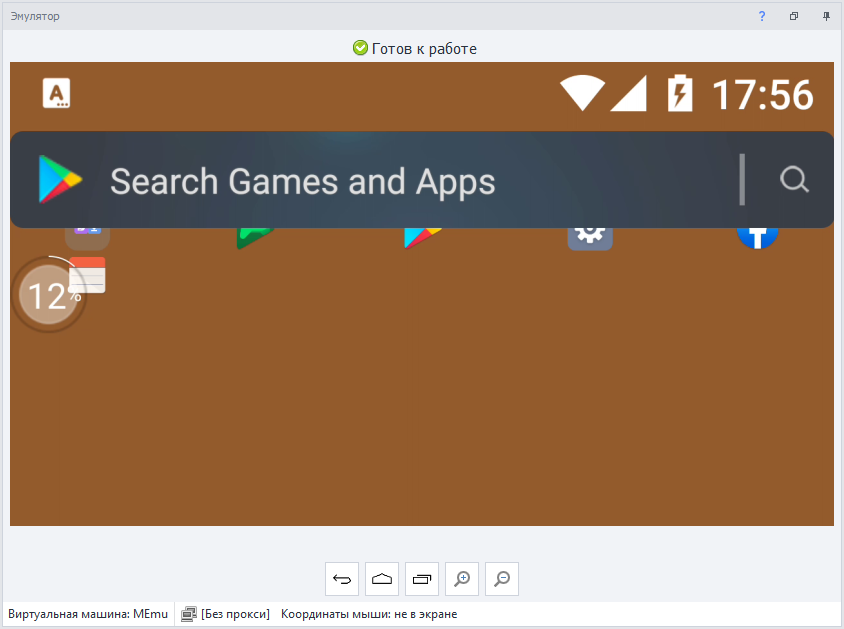 Эмулятор
Готов к работе
A
17:56
Search Games and Apps
12%
Виртуальная машина: MEmu
[Без прокси]
Координаты мыши: не в экране